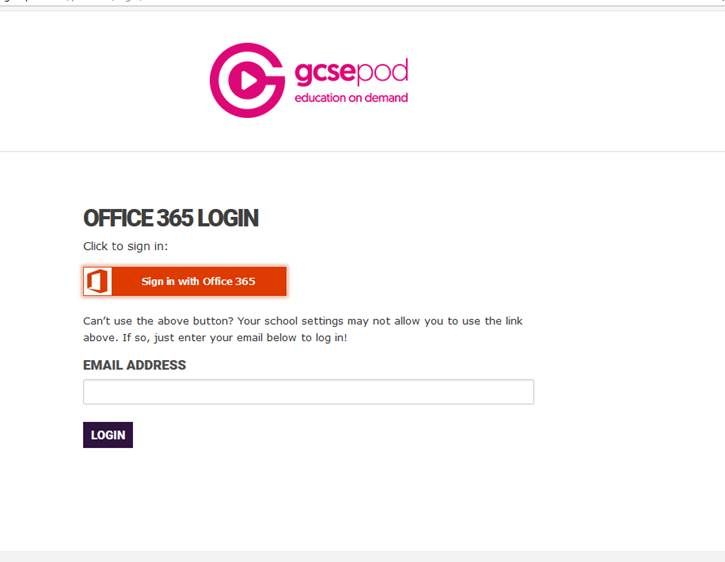 gcsepod
education on demand
OFFICE 365 LOGIN
Click to sign in:
Sign in with Office 365
Can't use the above button? Your school settings may not allow you to use the link
above. If so, just enter your email below to log in!
EMAIL ADDRESS
LOGIN